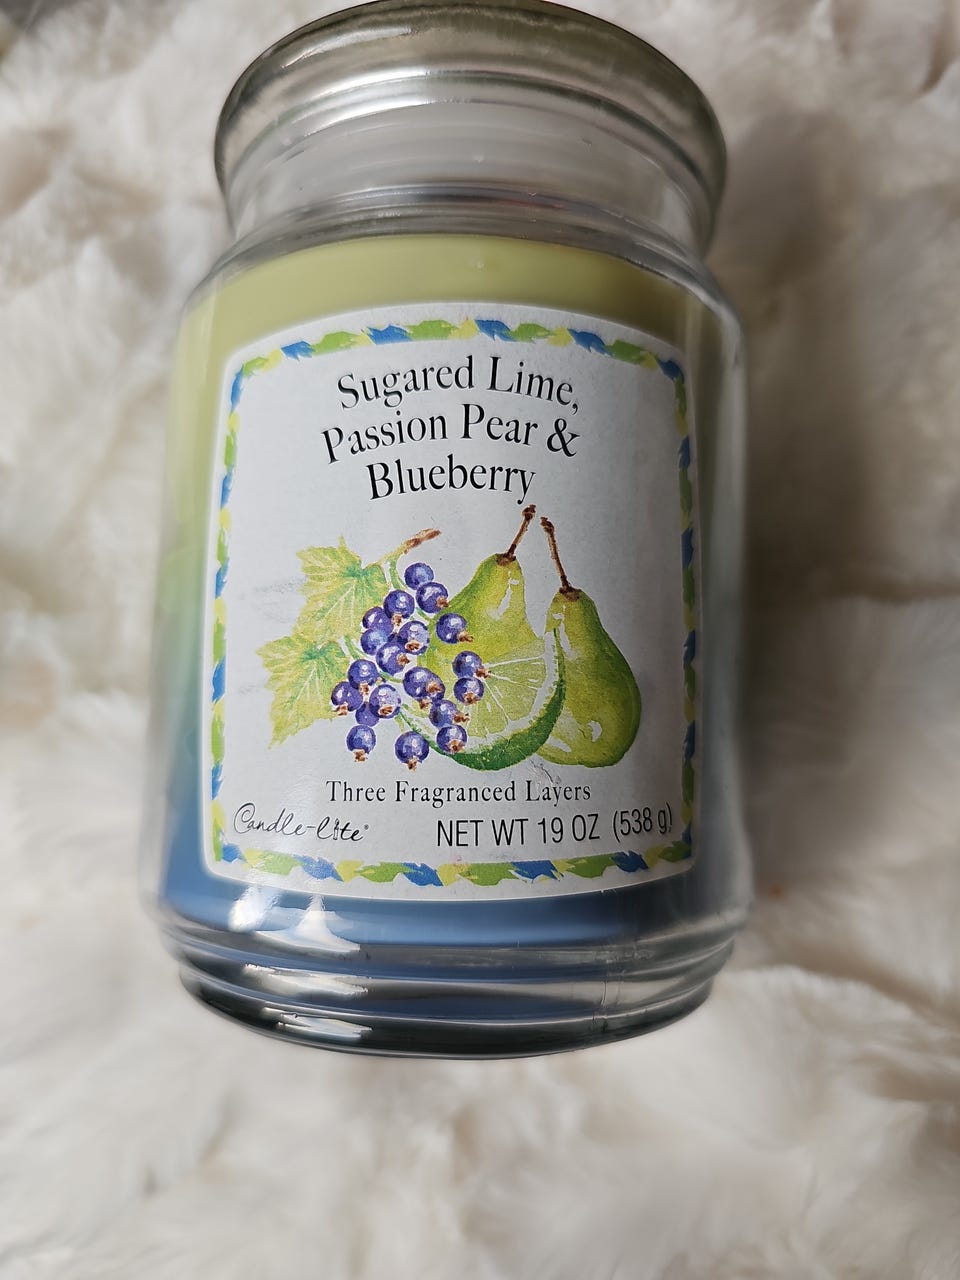 Sugared Lime,
Passion Pear &
Blueberry
Three Fragranced Layers
Candle-lite®
NET WT 19 OZ (538 g)